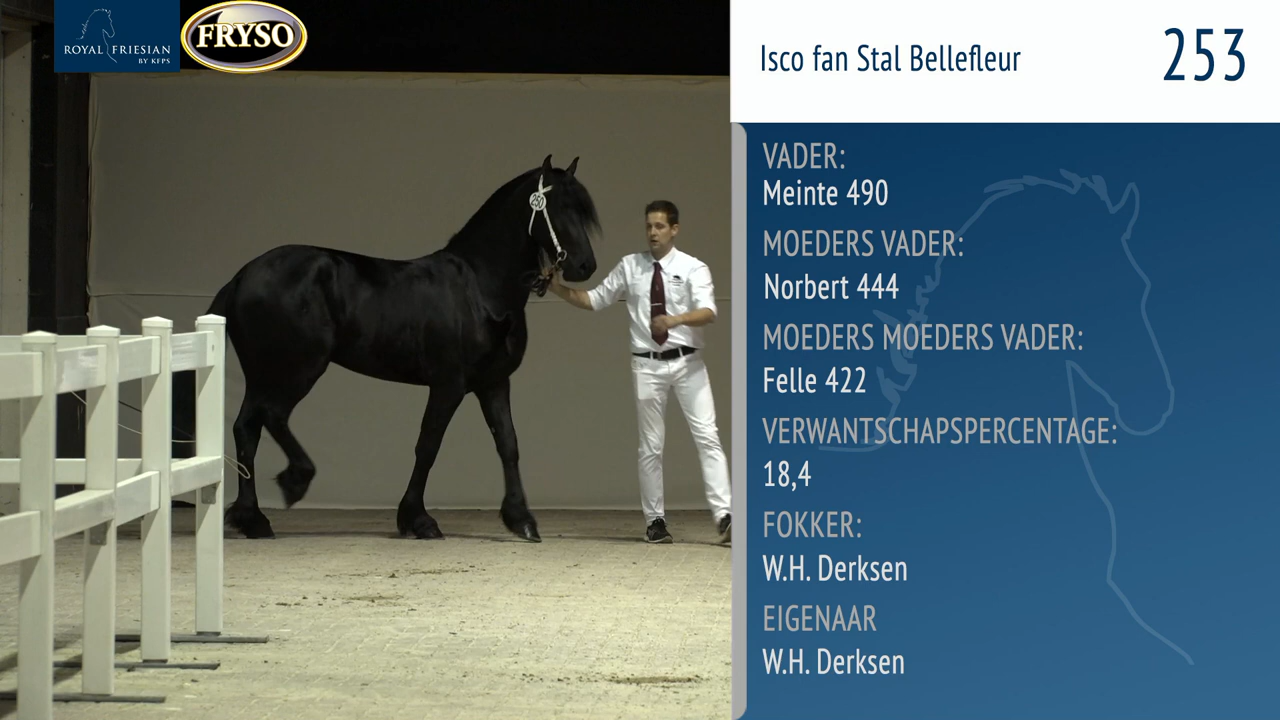 ROYAL FRIESIAN
BY KFPS
FRYSO
Isco fan Stal Bellefleur
253
VADER:
Meinte 490
MOEDERS VADER:
Norbert 444
MOEDERS MOEDERS VADER:
Felle 422
VERWANTSCHAPSPERCENTAGE:
18,4
FOKKER:
W.H. Derksen
EIGENAAR
W.H. Derksen